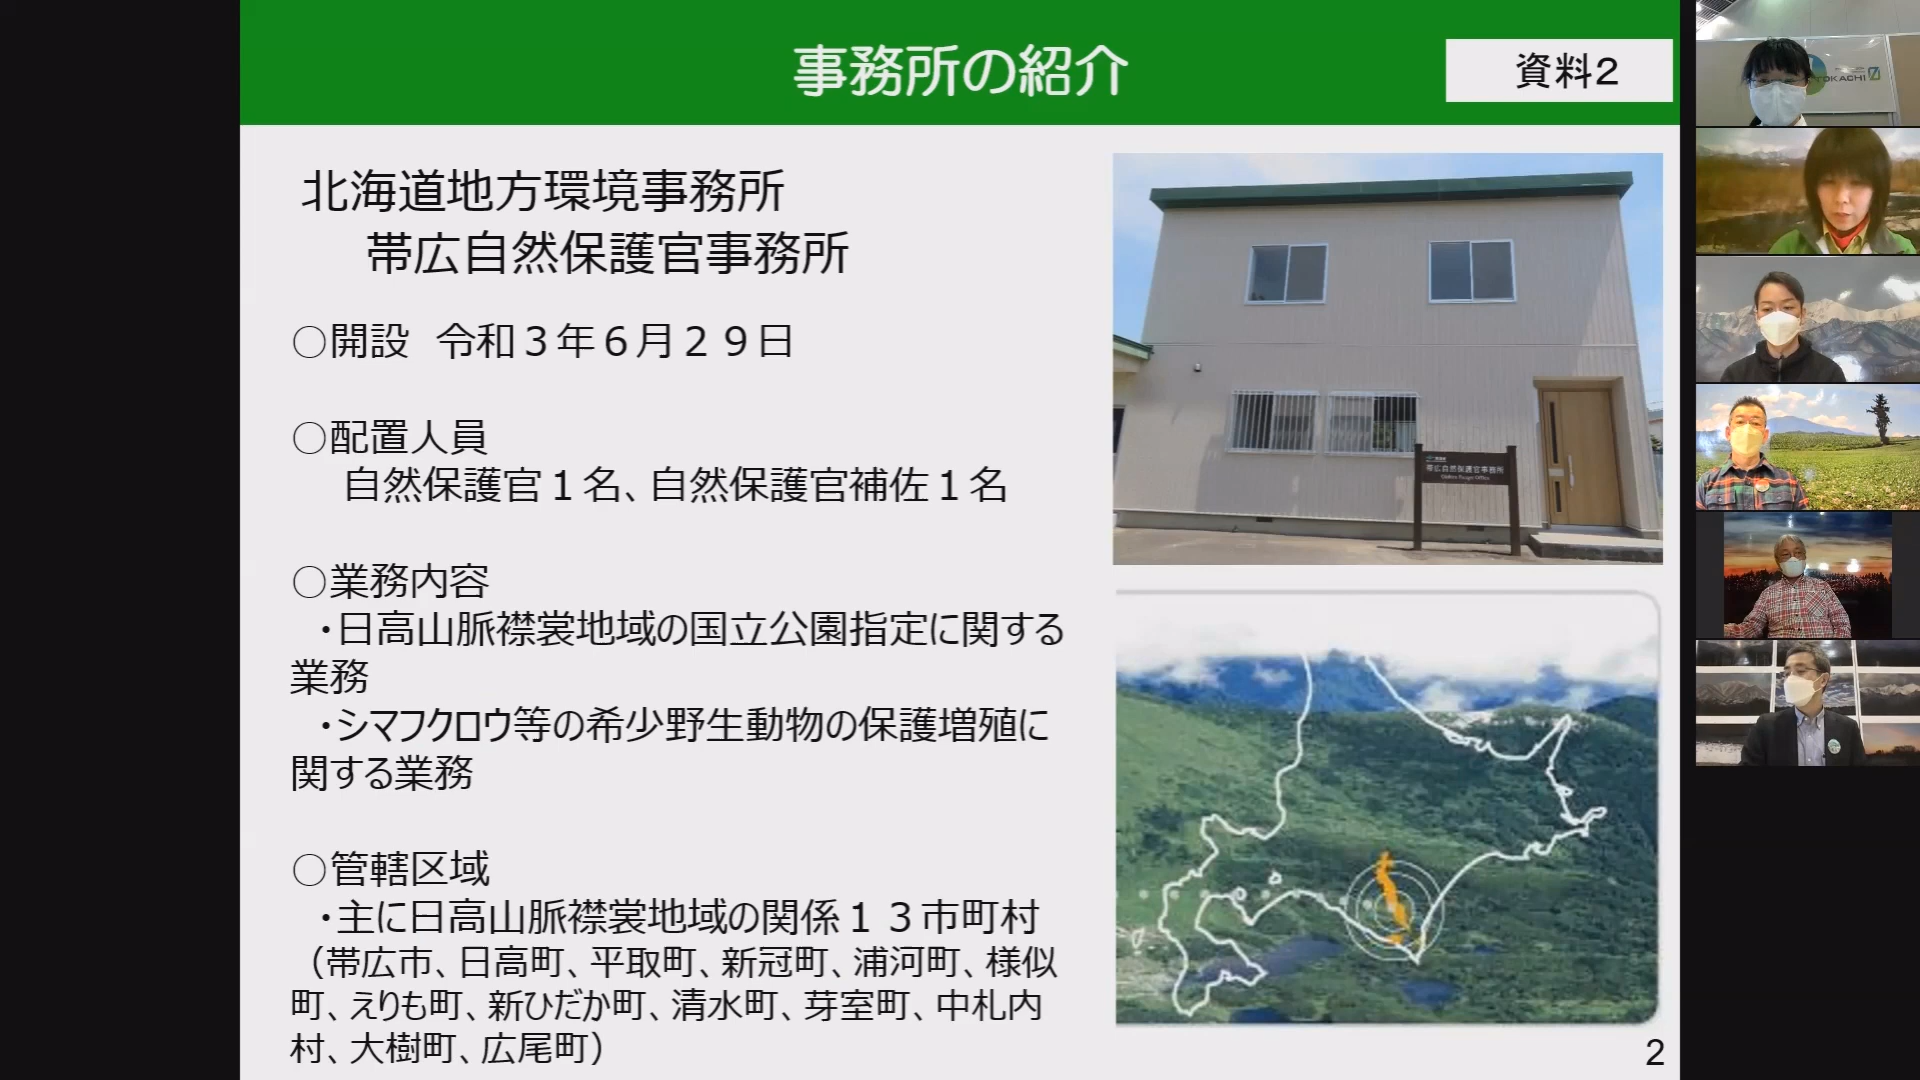 事務所の紹介
資料2
北海道地方環境事務所
帯広自然保護官事務所
○開設 令和３年６月２９日
○配置人員
自然保護官１名、自然保護官補佐１名
○業務内容
・日高山脈襟裳地域の国立公園指定に関する
業務
・シマフクロウ等の希少野生動物の保護増殖に
関する業務
○管轄区域
・主に日高山脈襟裳地域の関係１３市町村
（帯広市、日高町、平取町、新冠町、浦河町、様似
町、えりも町、新ひだか町、清水町、芽室町、中札内
村、大樹町、広尾町）
帯広自然保護官事務所
2
TOKACHI